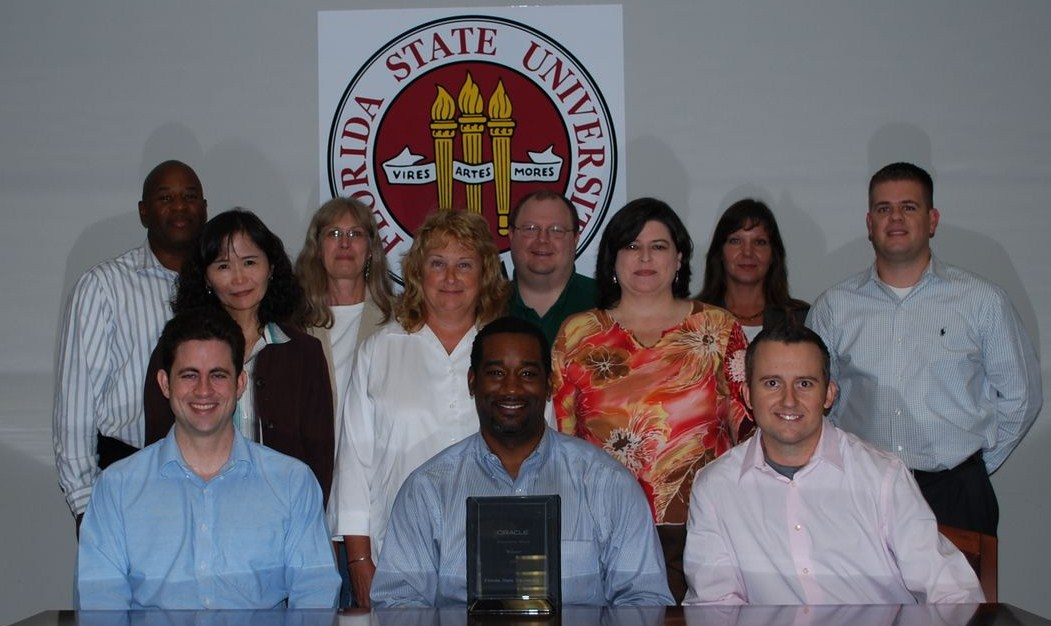 FLORIDA STATE UNIVERSITY
VIRES ARTES MORES
ORACLE